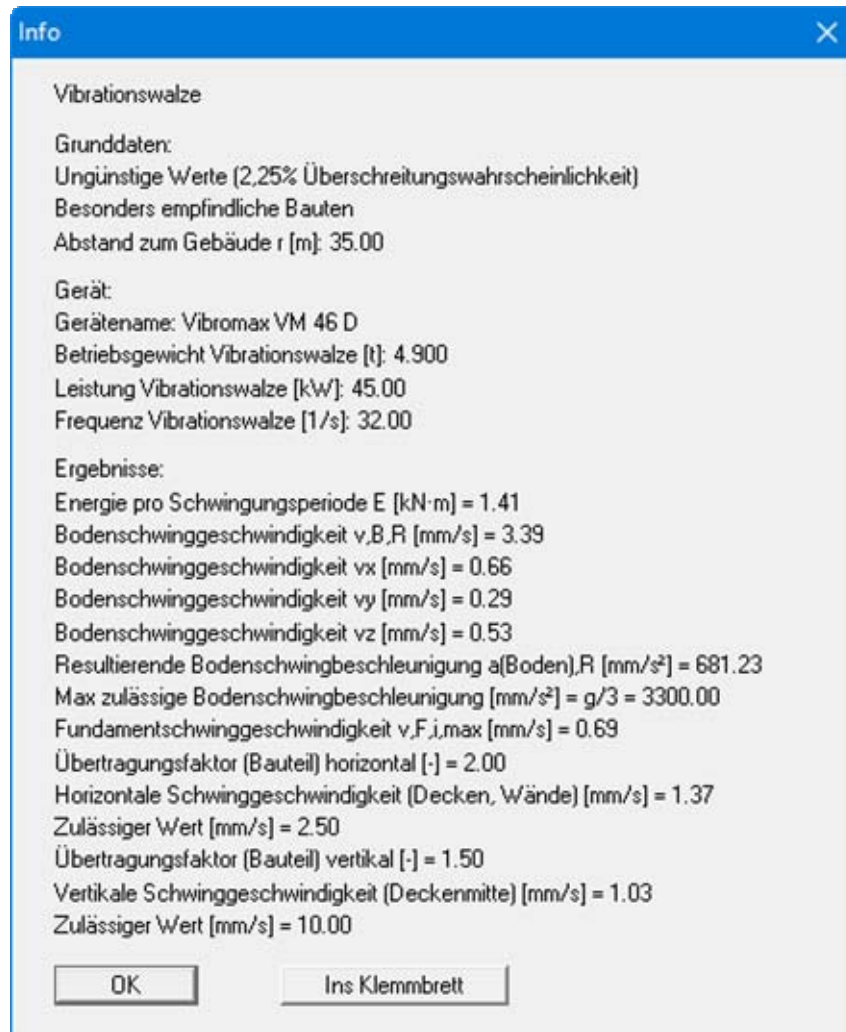 Info
Vibrationswalze
Grunddaten:
Ungünstige Werte (2,25% Überschreitungswahrscheinlichkeit)
Besonders empfindliche Bauten
Abstand zum Gebäude r [m]: 35.00
Gerät:
Gerätename: Vibromax VM 46 D
Betriebsgewicht Vibrationswalze [t]: 4.900
Leistung Vibrationswalze [kW]: 45.00
Frequenz Vibrationswalze [1/s]: 32.00
Ergebnisse:
Energie pro Schwingungsperiode E [kN·m] = 1.41
Bodenschwinggeschwindigkeit v,B,R [mm/s] = 3.39
Bodenschwinggeschwindigkeit vx [mm/s] = 0.66
Bodenschwinggeschwindigkeit vy [mm/s] = 0.29
Bodenschwinggeschwindigkeit vz [mm/s] = 0.53
Resultierende Bodenschwingbeschleunigung a(Boden),R [mm/s²] = 681.23
Max zulässige Bodenschwingbeschleunigung [mm/s²] = g/3 = 3300.00
Fundamentschwinggeschwindigkeit v,F,i,max [mm/s] = 0.69
Übertragungsfaktor (Bauteil) horizontal [-] = 2.00
Horizontale Schwinggeschwindigkeit (Decken, Wände) [mm/s] = 1.37
Zulässiger Wert [mm/s] = 2.50
Übertragungsfaktor (Bauteil) vertikal [-] = 1.50
Vertikale Schwinggeschwindigkeit (Deckenmitte) [mm/s] = 1.03
Zulässiger Wert [mm/s] = 10.00
OK
Ins Klemmbrett